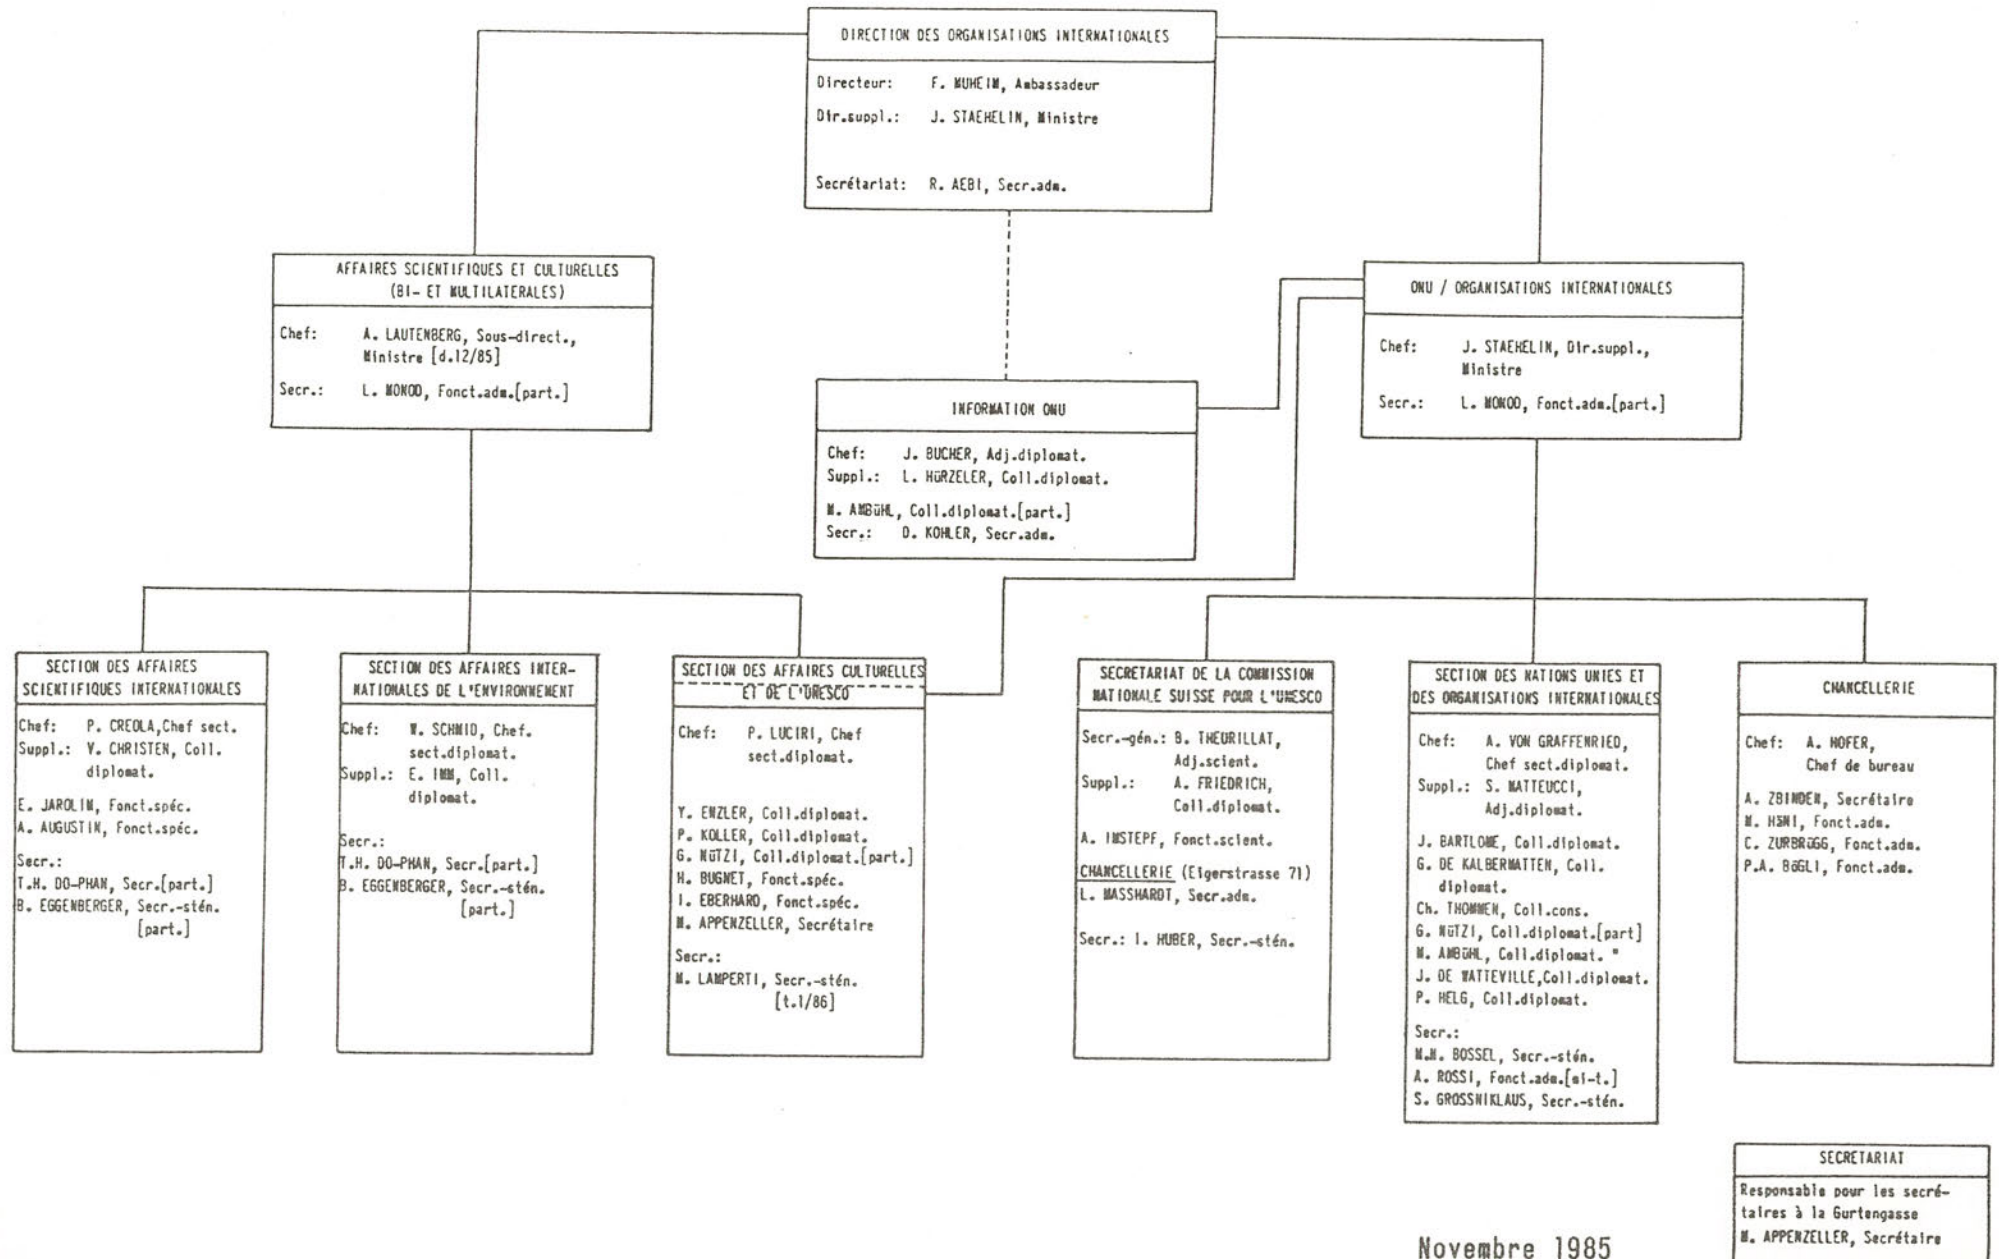 DIRECTION DES ORGANISATIONS INTERNATIONALES
Directeur: F. MUHEIM, Ambassadeur
Dir.suppl.: J. STAEHELIN, Ministre
Secrétariat: R. AEBI, Secr.adm.
AFFAIRES SCIENTIFIQUES ET CULTURELLES
(BI- ET MULTILATERALES)
Chef: A. LAUTENBERG, Sous-direct.,
Ministre [d.12/85]
Secr.: L. MONOD, Fonct.adm.[part.]
ONU / ORGANISATIONS INTERNATIONALES
Chef: J. STAEHELIN, Dir.suppl.,
Ministre
Secr.: L. MONOD, Fonct.adm.[part.]
INFORMATION ONU
Chef: J. BUCHER, Adj.diplomat.
Suppl.: L. HüRZELER, Coll.diplomat.
M. AMBüHL, Coll.diplomat.[part.]
Secr.: D. KOHLER, Secr.adm.
SECTION DES AFFAIRES
SCIENTIFIQUES INTERNATIONALES
Chef: P. CREOLA,Chef sect.
Suppl.: V. CHRISTEN, Coll.
diplomat.
E. JAROLIM, Fonct.spéc.
A. AUGUSTIN, Fonct.spéc.
Secr.:
T.H. DO-PHAN, Secr.[part.]
B. EGGENBERGER, Secr.-stén.
[part.]
SECTION DES AFFAIRES INTER-
NATIONALES DE L'ENVIRONNEMENT
Chef: W. SCHMID, Chef.
sect.diplomat.
Suppl.: E. IMM, Coll.
diplomat.
Secr.:
T.H. DO-PHAN, Secr.[part.]
B. EGGENBERGER, Secr.-stén.
[part.]
SECTION DES AFFAIRES CULTURELLES
ET DE L'UNESCO
Chef: P. LUCIRI, Chef
sect.diplomat.
Y. ENZLER, Coll.diplomat.
P. KOLLER, Coll.diplomat.
G. NüTZI, Coll.diplomat.[part.]
H. BUGNET, Fonct.spéc.
I. EBERHARD, Fonct.spéc.
M. APPENZELLER, Secrétaire
Secr.:
M. LAMPERTI, Secr.-stén.
[t.1/86]
SECRETARIAT DE LA COMMISSION
NATIONALE SUISSE POUR L'UNESCO
Secr.-gén.: B. THEURILLAT,
Adj.scient.
Suppl.: A. FRIEDRICH,
Coll.diplomat.
A. IMSTEPF, Fonct.scient.
CHANCELLERIE (Eigerstrasse 71)
L. MASSHARDT, Secr.adm.
Secr.: I. HUBER, Secr.-stén.
SECTION DES NATIONS UNIES ET
DES ORGANISATIONS INTERNATIONALES
Chef: A. VON GRAFFENRIED,
Chef sect.diplomat.
Suppl.: S. MATTEUCCI,
Adj.diplomat.
J. BARTLOME, Coll.diplomat.
G. DE KALBERMATTEN, Coll.
diplomat.
Ch. THOMMEN, Coll.cons.
G. NüTZI, Coll.diplomat.[part]
M. AMBüHL, Coll.diplomat. "
J. DE WATTEVILLE,Coll.diplomat.
P. HELG, Coll.diplomat.
Secr.:
M.M. BOSSEL, Secr.-stén.
A. ROSSI, Fonct.adm.[mi-t.]
S. GROSSNIKLAUS, Secr.-stén.
CHANCELLERIE
Chef: A. HOFER,
Chef de bureau
A. ZBINDEN, Secrétaire
M. HäNI, Fonct.adm.
C. ZURBRüGG, Fonct.adm.
P.A. BöGLI, Fonct.adm.
SECRETARIAT
Responsable pour les secré-
taires à la Gurtengasse
M. APPENZELLER, Secrétaire
Novembre 1985